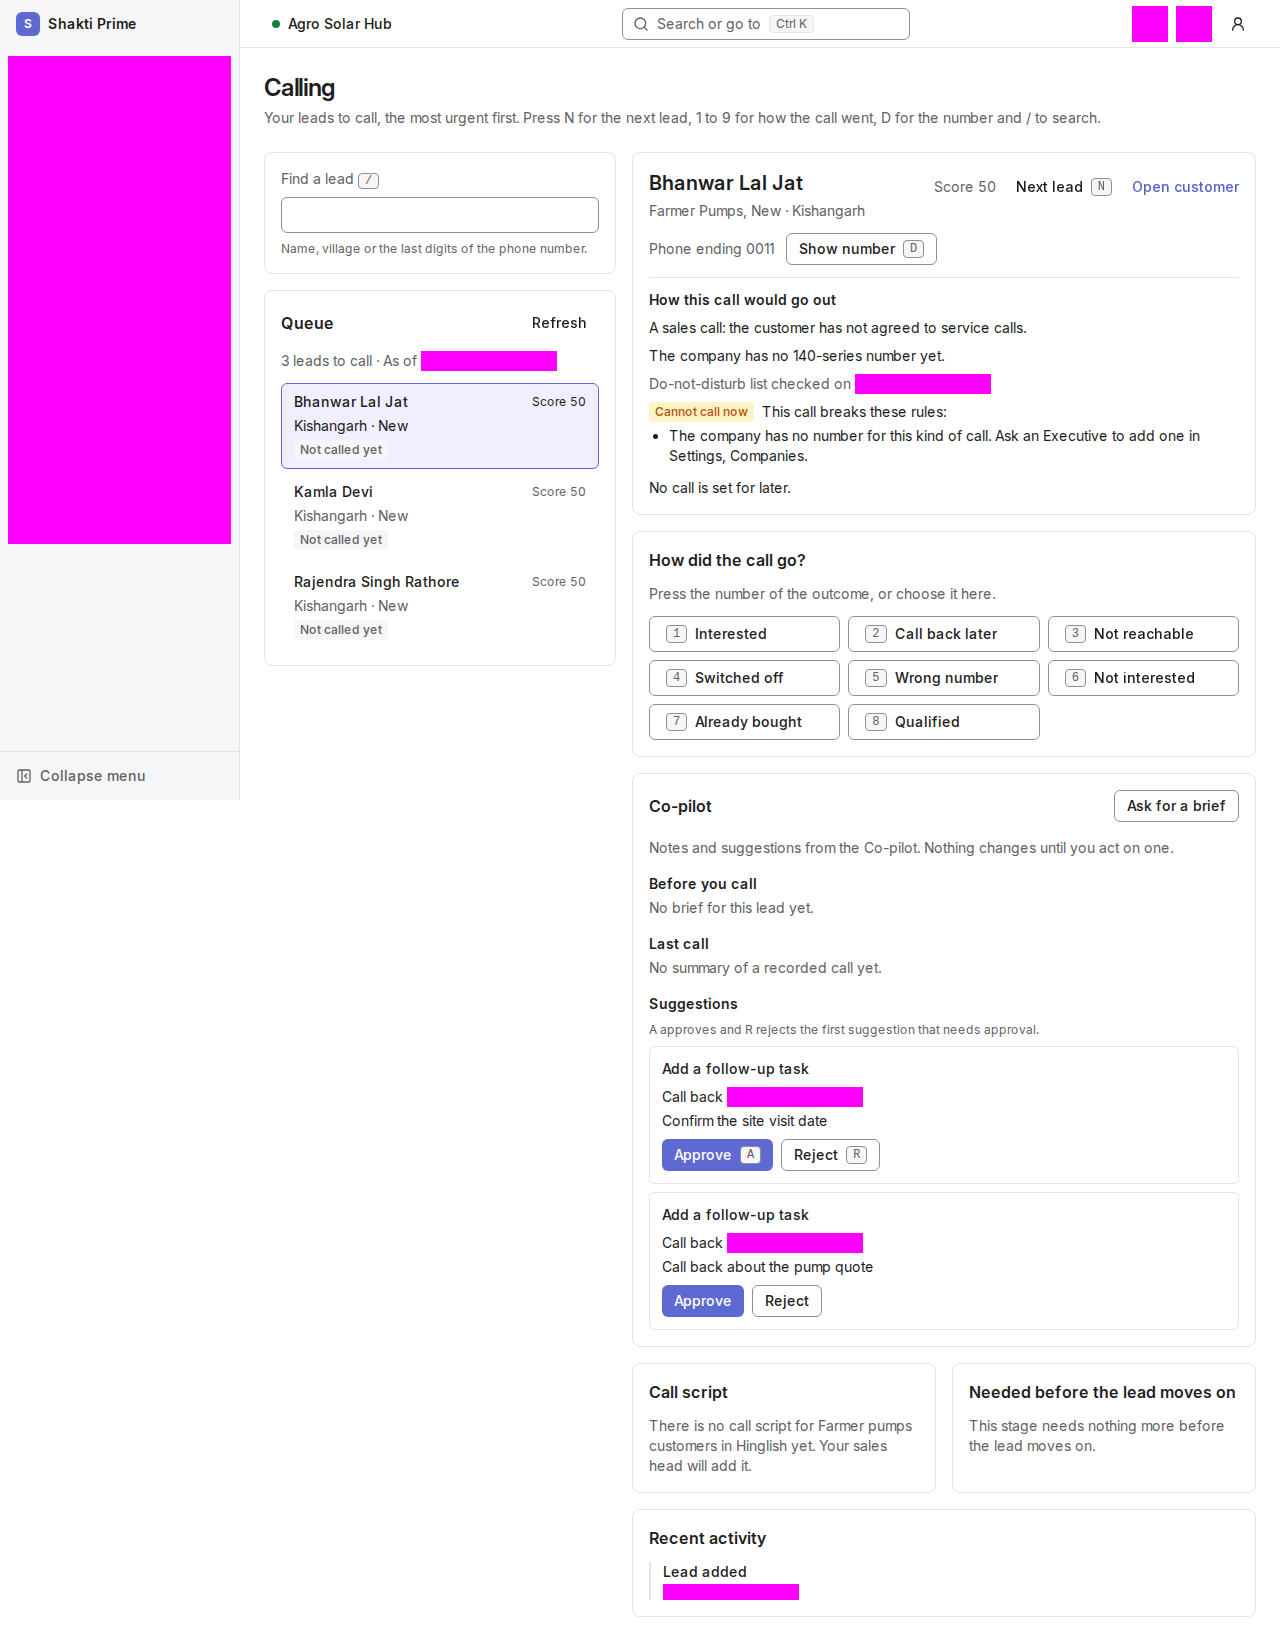 S Shakti Prime
Agro Solar Hub
Search or go to Ctrl K
Calling
Your leads to call, the most urgent first. Press N for the next lead, 1 to 9 for how the call went, D for the number and / to search.
Find a lead /
Name, village or the last digits of the phone number.
Queue
Refresh
3 leads to call · As of
Bhanwar Lal Jat Score 50
Kishangarh · New
Not called yet
Kamla Devi Score 50
Kishangarh · New
Not called yet
Rajendra Singh Rathore Score 50
Kishangarh · New
Not called yet
Collapse menu
Bhanwar Lal Jat
Score 50 Next lead N Open customer
Farmer Pumps, New · Kishangarh
Phone ending 0011 Show number D
How this call would go out
A sales call: the customer has not agreed to service calls.
The company has no 140-series number yet.
Do-not-disturb list checked on
Cannot call now This call breaks these rules:
• The company has no number for this kind of call. Ask an Executive to add one in
Settings, Companies.
No call is set for later.
How did the call go?
Press the number of the outcome, or choose it here.
1 Interested
2 Call back later
3 Not reachable
4 Switched off
5 Wrong number
6 Not interested
7 Already bought
8 Qualified
Co-pilot
Ask for a brief
Notes and suggestions from the Co-pilot. Nothing changes until you act on one.
Before you call
No brief for this lead yet.
Last call
No summary of a recorded call yet.
Suggestions
A approves and R rejects the first suggestion that needs approval.
Add a follow-up task
Call back
Confirm the site visit date
Approve A Reject R
Add a follow-up task
Call back
Call back about the pump quote
Approve Reject
Call script
There is no call script for Farmer pumps
customers in Hinglish yet. Your sales
head will add it.
Needed before the lead moves on
This stage needs nothing more before
the lead moves on.
Recent activity
Lead added